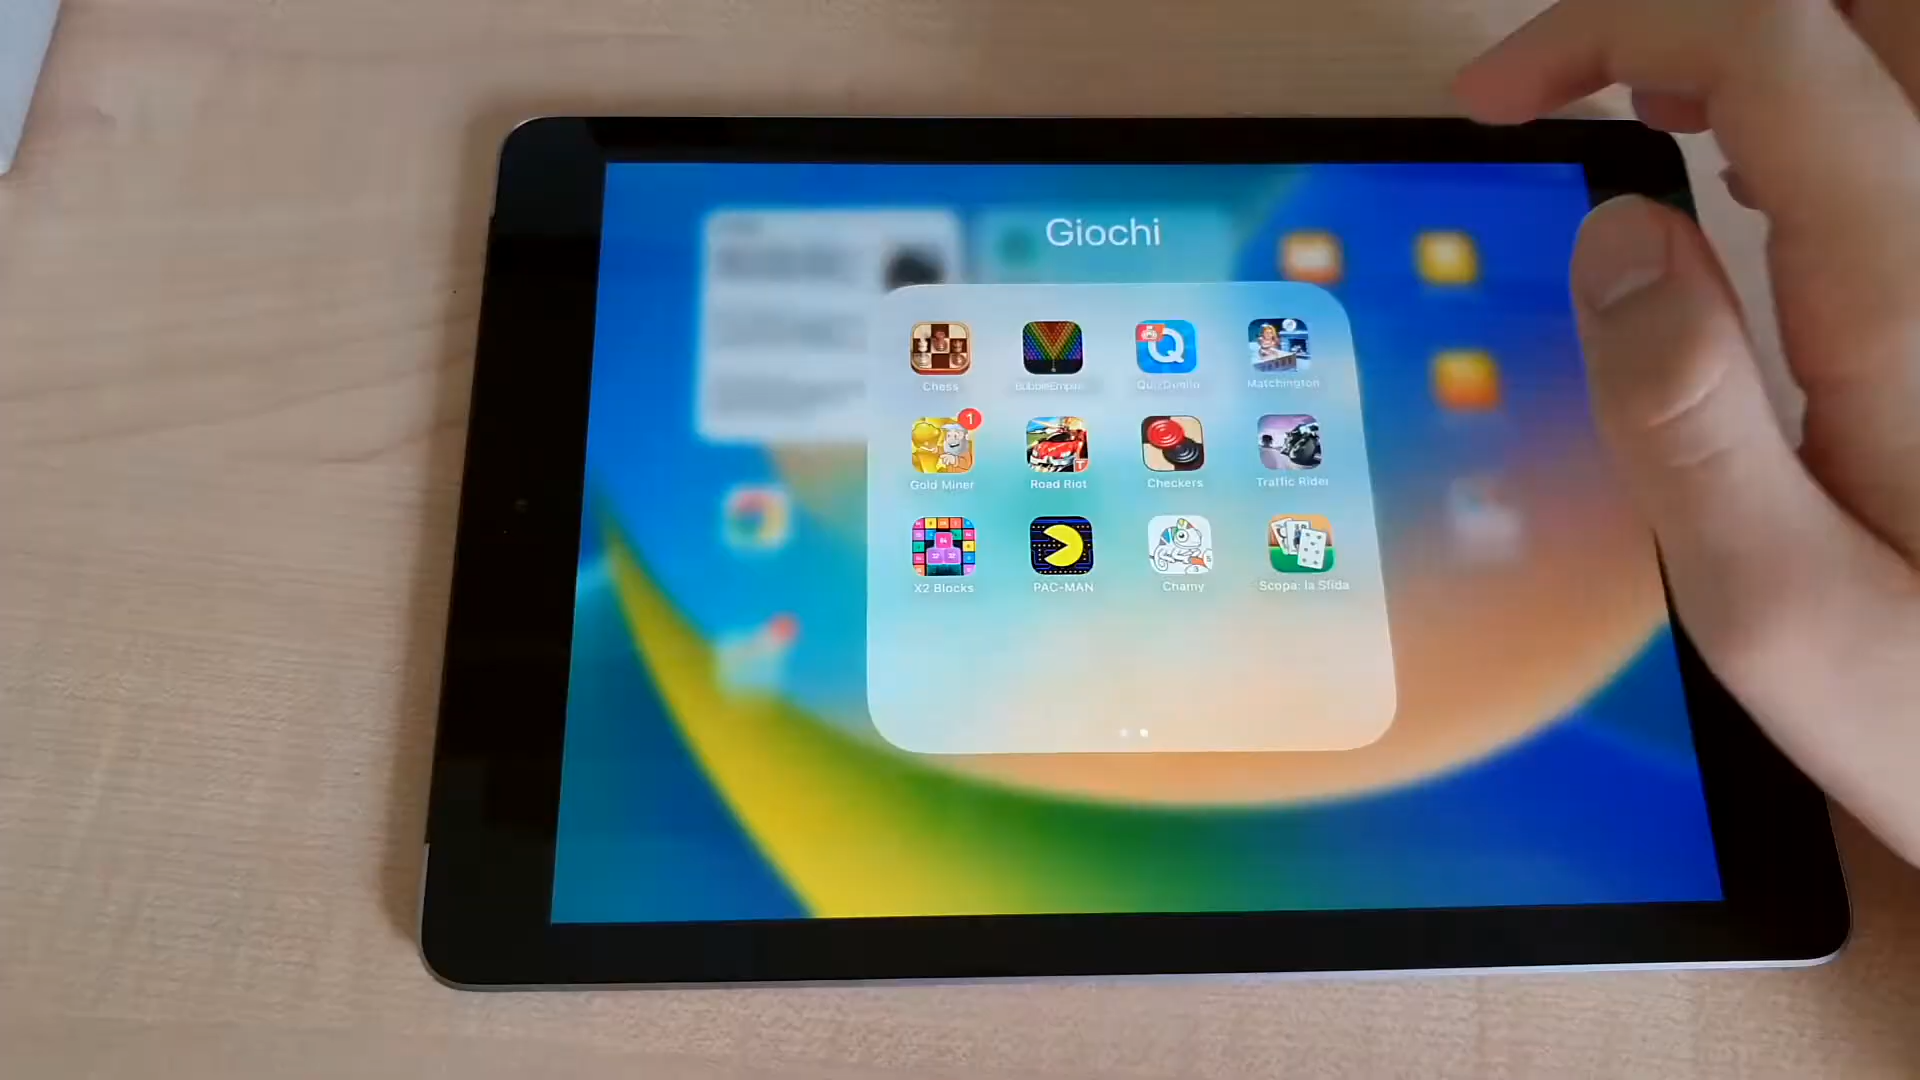 Giochi
Chess
QuizDuello
Matchington
1
Gold Miner
Road Riot
Checkers
Traffic Rider
X2 Blocks
PAC-MAN
Chamy
Scopa: la Sfida